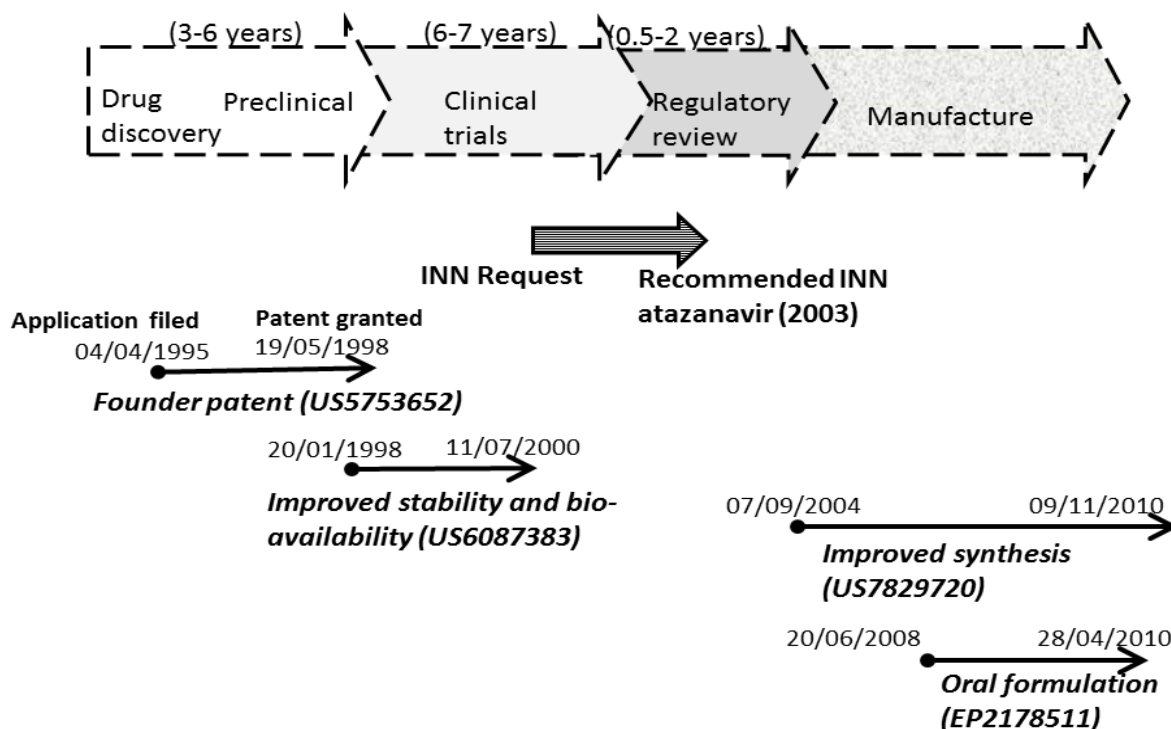 (3-6 years)
(6-7 years)
(0.5-2 years)
Drug
discovery
Preclinical
Clinical
trials
Regulatory
review
Manufacture
INN Request
Recommended INN
atazanavir (2003)
Application filed
04/04/1995
Patent granted
19/05/1998
Founder patent (US5753652)
20/01/1998
11/07/2000
Improved stability and bio-
availability (US6087383)
07/09/2004
09/11/2010
Improved synthesis
(US7829720)
20/06/2008
28/04/2010
Oral formulation
(EP2178511)